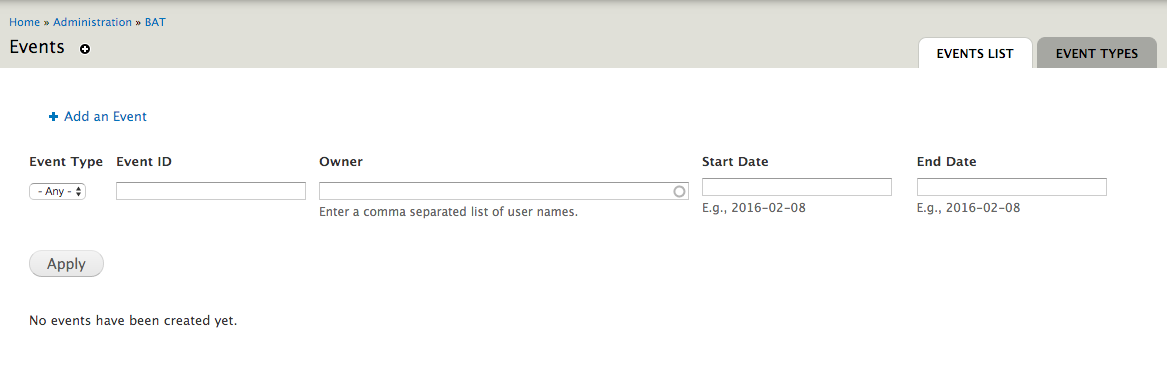 Home » Administration » BAT
Events
EVENTS LIST
EVENT TYPES
Add an Event
Event Type
Event ID
Owner
Start Date
End Date
- Any -
Enter a comma separated list of user names.
E.g., 2016-02-08
E.g., 2016-02-08
Apply
No events have been created yet.